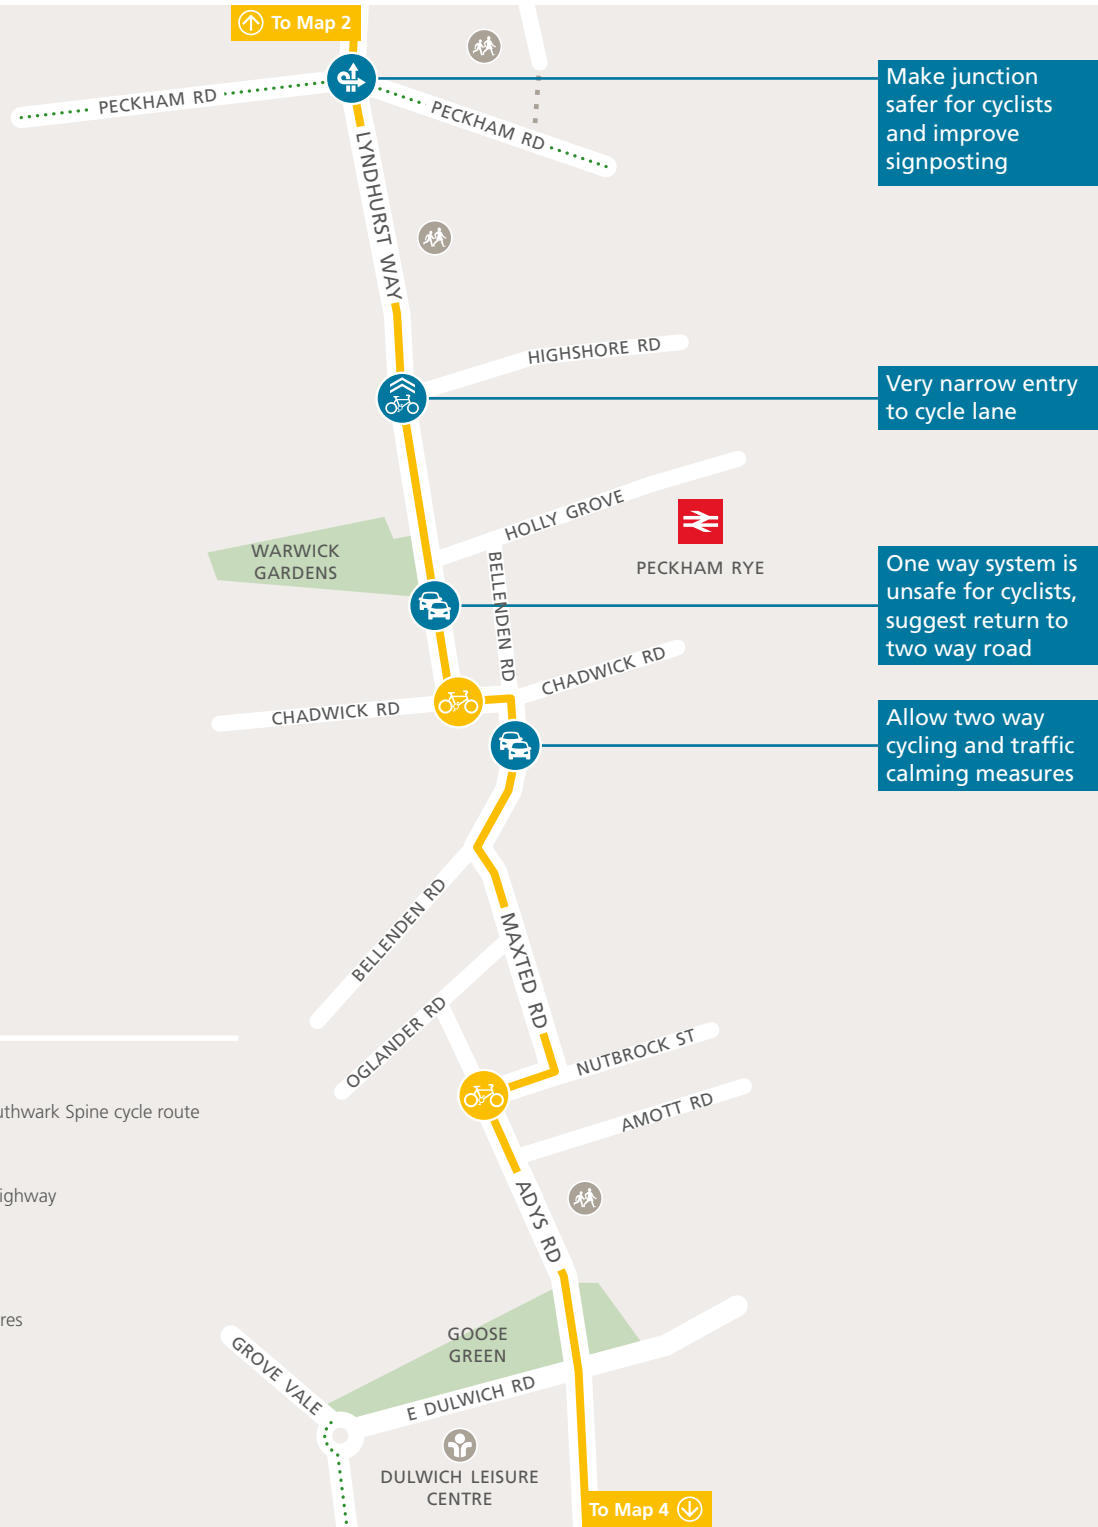 To Map 2
Make junction
safer for cyclists
and improve
signposting
PECKHAM RD
PECKHAM RD
LYNDHURST WAY
HIGHSHORE RD
Very narrow entry
to cycle lane
HOLLY GROVE
WARWICK
GARDENS
BELLENDEN RD
PECKHAM RYE
One way system is
unsafe for cyclists,
suggest return to
two way road
CHADWICK RD
CHADWICK RD
Allow two way
cycling and traffic
calming measures
BELLENDEN RD
MAXTED RD
OGLANDER RD
NUTBROCK ST
AMOTT RD
uthwark Spine cycle route
ighway
res
ADYS RD
GOOSE
GREEN
GROVE VALE
E DULWICH RD
DULWICH LEISURE
CENTRE
To Map 4